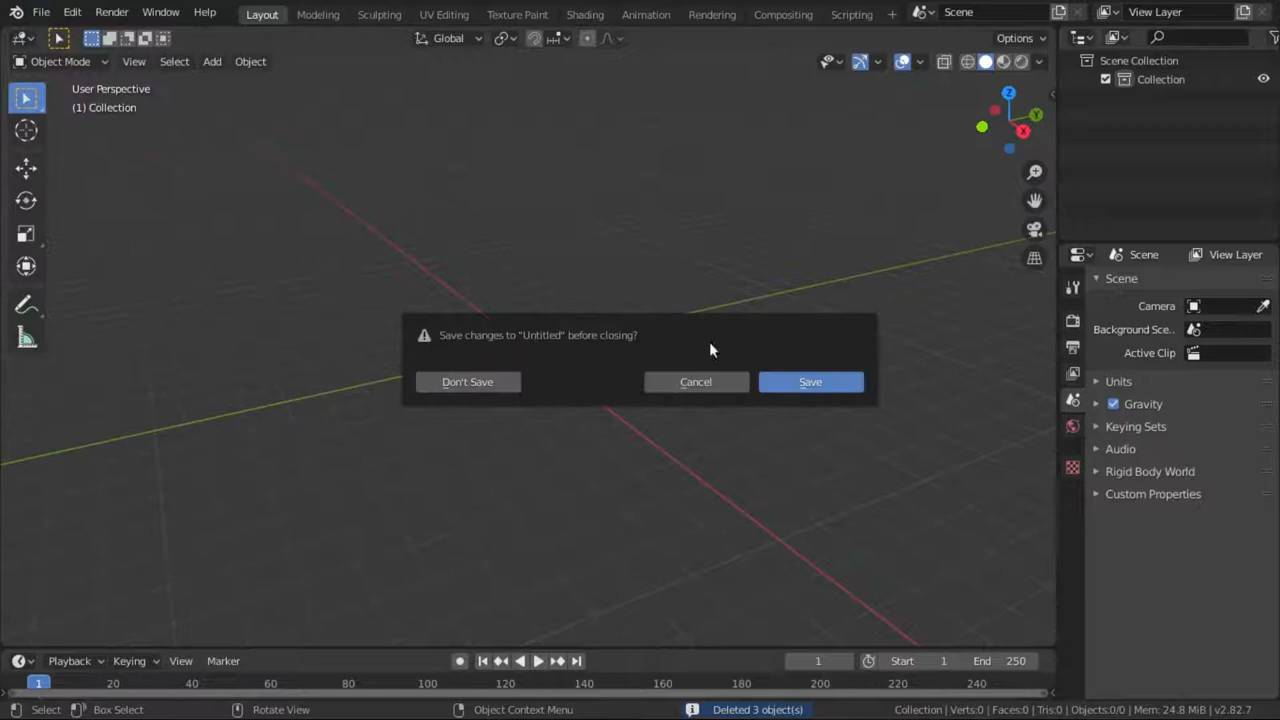 File Edit Render Window Help Layout Modeling Sculpting UV Editing Texture Paint Shading Animation Rendering Compositing Scripting + Scene View Layer
Global Options
Object Mode View Select Add Object
Scene Collection
Collection
User Perspective
(1) Collection
Z
Y
X
Save changes to "Untitled" before closing?
Don't Save Cancel Save
Scene View Layer
Scene
Camera
Background Sce..
Active Clip
Units
Gravity
Keying Sets
Audio
Rigid Body World
Custom Properties
Playback Keying View Marker 1 Start 1 End 250
1 20 40 60 80 100 120 140 160 180 200 220 240
Select Box Select Rotate View Object Context Menu Deleted 3 object(s) Collection | Verts:0 | Faces:0 | Tris:0 | Objects:0/0 | Mem: 24.8 MiB | v2.82.7